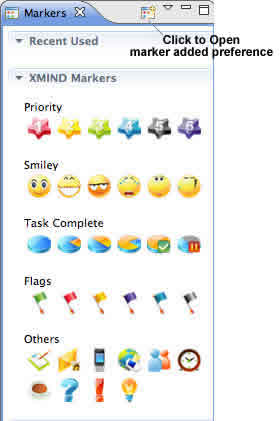 Markers
Click to Open
marker added preference
Recent Used
XMIND Markers
Priority
1 2 3 4 5 6
Smiley
Task Complete
Flags
Others